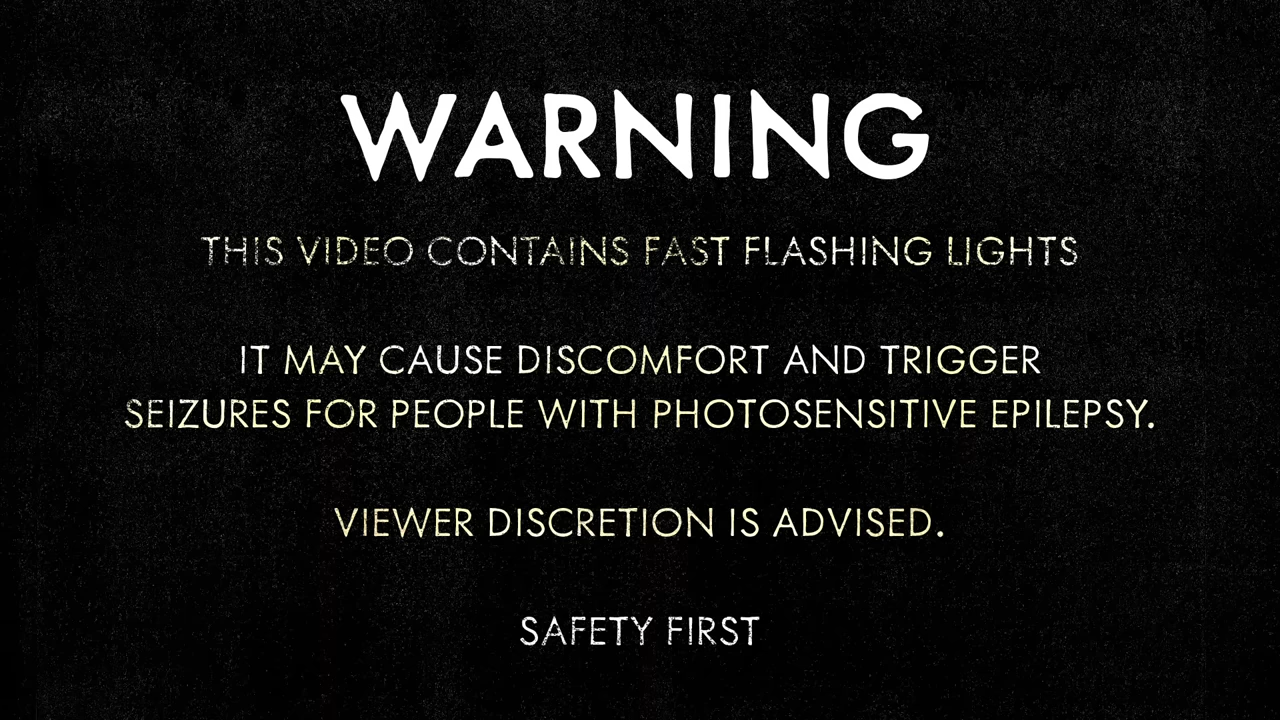 WARNING
THIS VIDEO CONTAINS FAST FLASHING LIGHTS
IT MAY CAUSE DISCOMFORT AND TRIGGER
SEIZURES FOR PEOPLE WITH PHOTOSENSITIVE EPILEPSY.
VIEWER DISCRETION IS ADVISED.
SAFETY FIRST